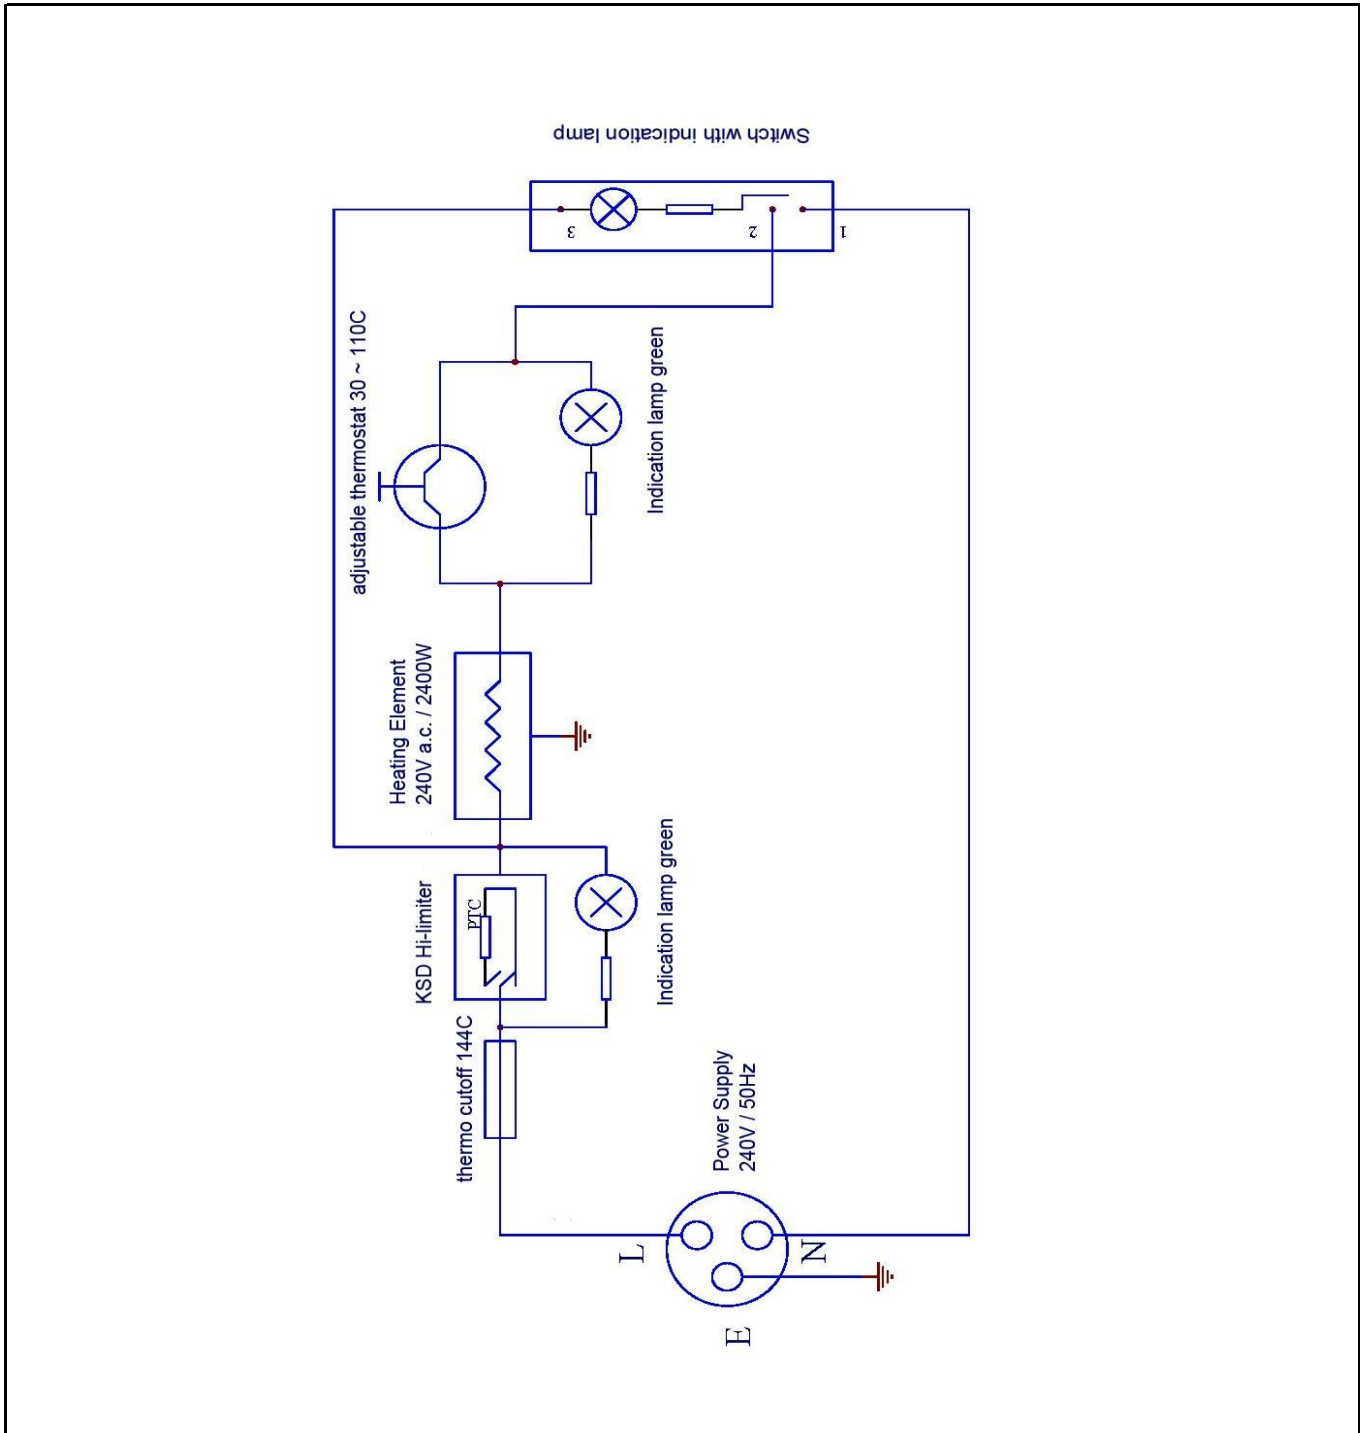 Switch with indication lamp
3
2
1
adjustable thermostat 30 ~ 110C
Indication lamp green
Heating Element
240V a.c. / 2400W
KSD Hi-limiter
PTC
Indication lamp green
thermo cutoff 144C
Power Supply
240V / 50Hz
L
N
E